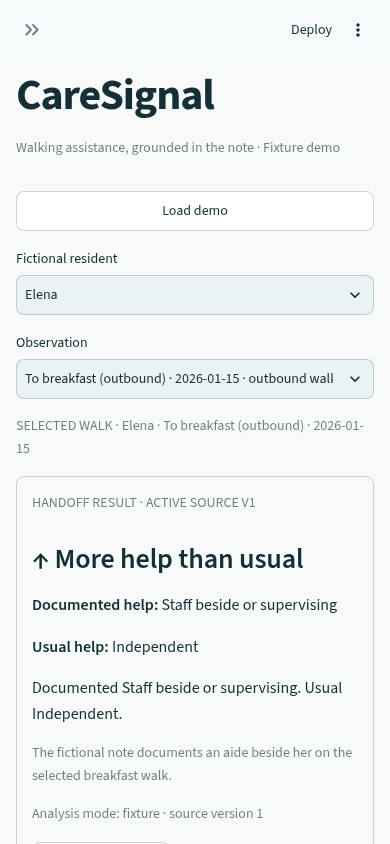 Deploy
CareSignal
Walking assistance, grounded in the note · Fixture demo
Load demo
Fictional resident
Elena
Observation
To breakfast (outbound) · 2026-01-15 · outbound wall
SELECTED WALK · Elena · To breakfast (outbound) · 2026-01-
15
HANDOFF RESULT · ACTIVE SOURCE V1
↑ More help than usual
Documented help: Staff beside or supervising
Usual help: Independent
Documented Staff beside or supervising. Usual
Independent.
The fictional note documents an aide beside her on the
selected breakfast walk.
Analysis mode: fixture · source version 1